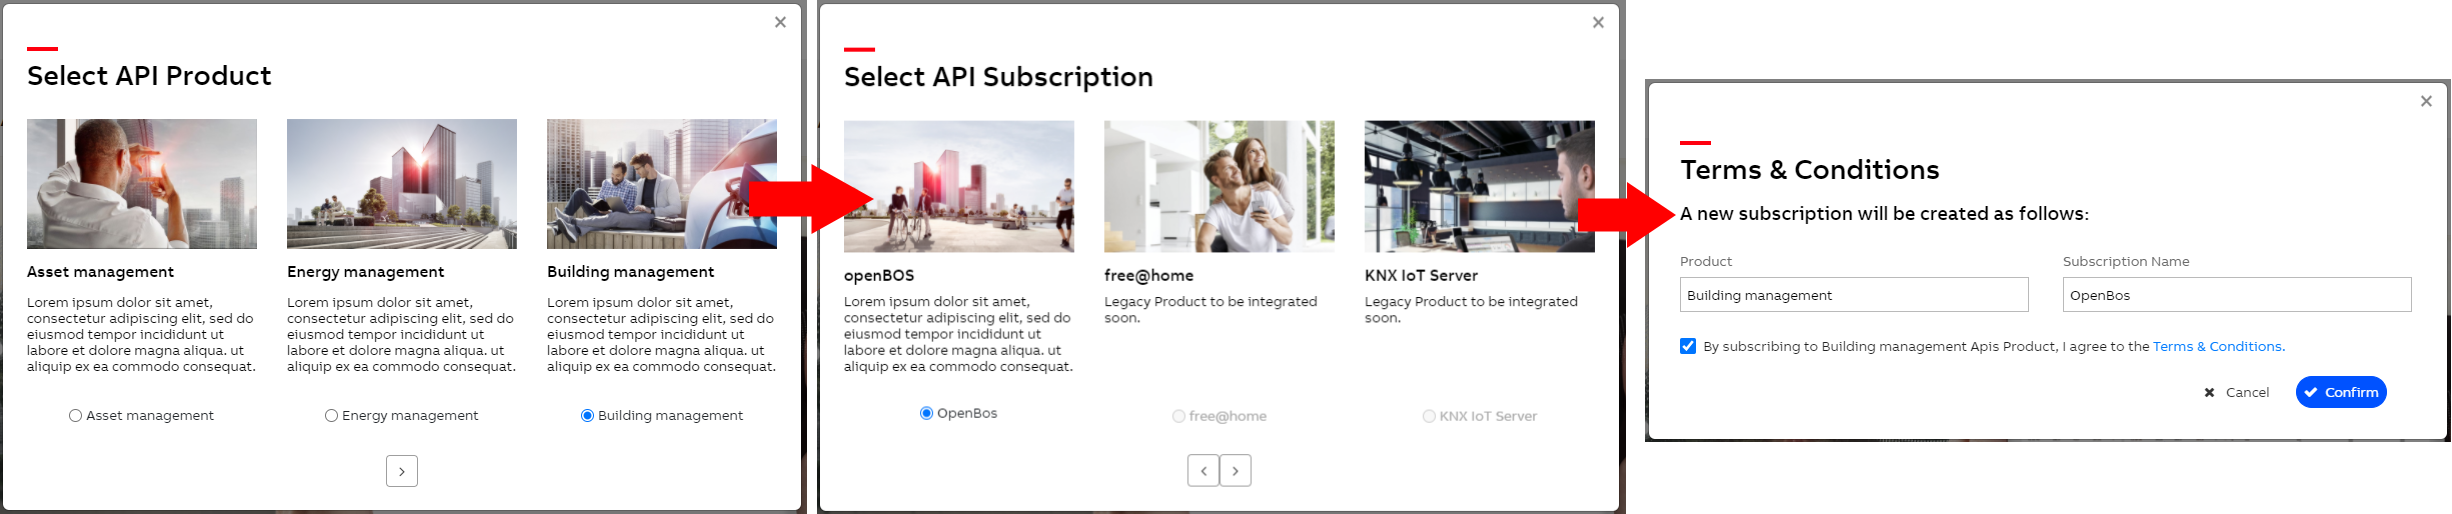 ×
Select API Product
Asset management
Lorem ipsum dolor sit amet,
consectetur adipiscing elit, sed do
eiusmod tempor incididunt ut
labore et dolore magna aliqua. ut
aliquip ex ea commodo consequat.
Asset management
Energy management
Lorem ipsum dolor sit amet,
consectetur adipiscing elit, sed do
eiusmod tempor incididunt ut
labore et dolore magna aliqua. ut
aliquip ex ea commodo consequat.
Energy management
Building management
Lorem ipsum dolor sit amet,
consectetur adipiscing elit, sed do
eiusmod tempor incididunt ut
labore et dolore magna aliqua. ut
aliquip ex ea commodo consequat.
Building management
>
×
Select API Subscription
openBOS
Lorem ipsum dolor sit amet,
consectetur adipiscing elit, sed do
eiusmod tempor incididunt ut
labore et dolore magna aliqua. ut
aliquip ex ea commodo consequat.
OpenBos
free@home
Legacy Product to be integrated
soon.
free@home
KNX IoT Server
Legacy Product to be integrated
soon.
KNX IoT Server
< >
×
Terms & Conditions
A new subscription will be created as follows:
Product
Building management
Subscription Name
OpenBos
By subscribing to Building management Apis Product, I agree to the Terms & Conditions.
Cancel
Confirm